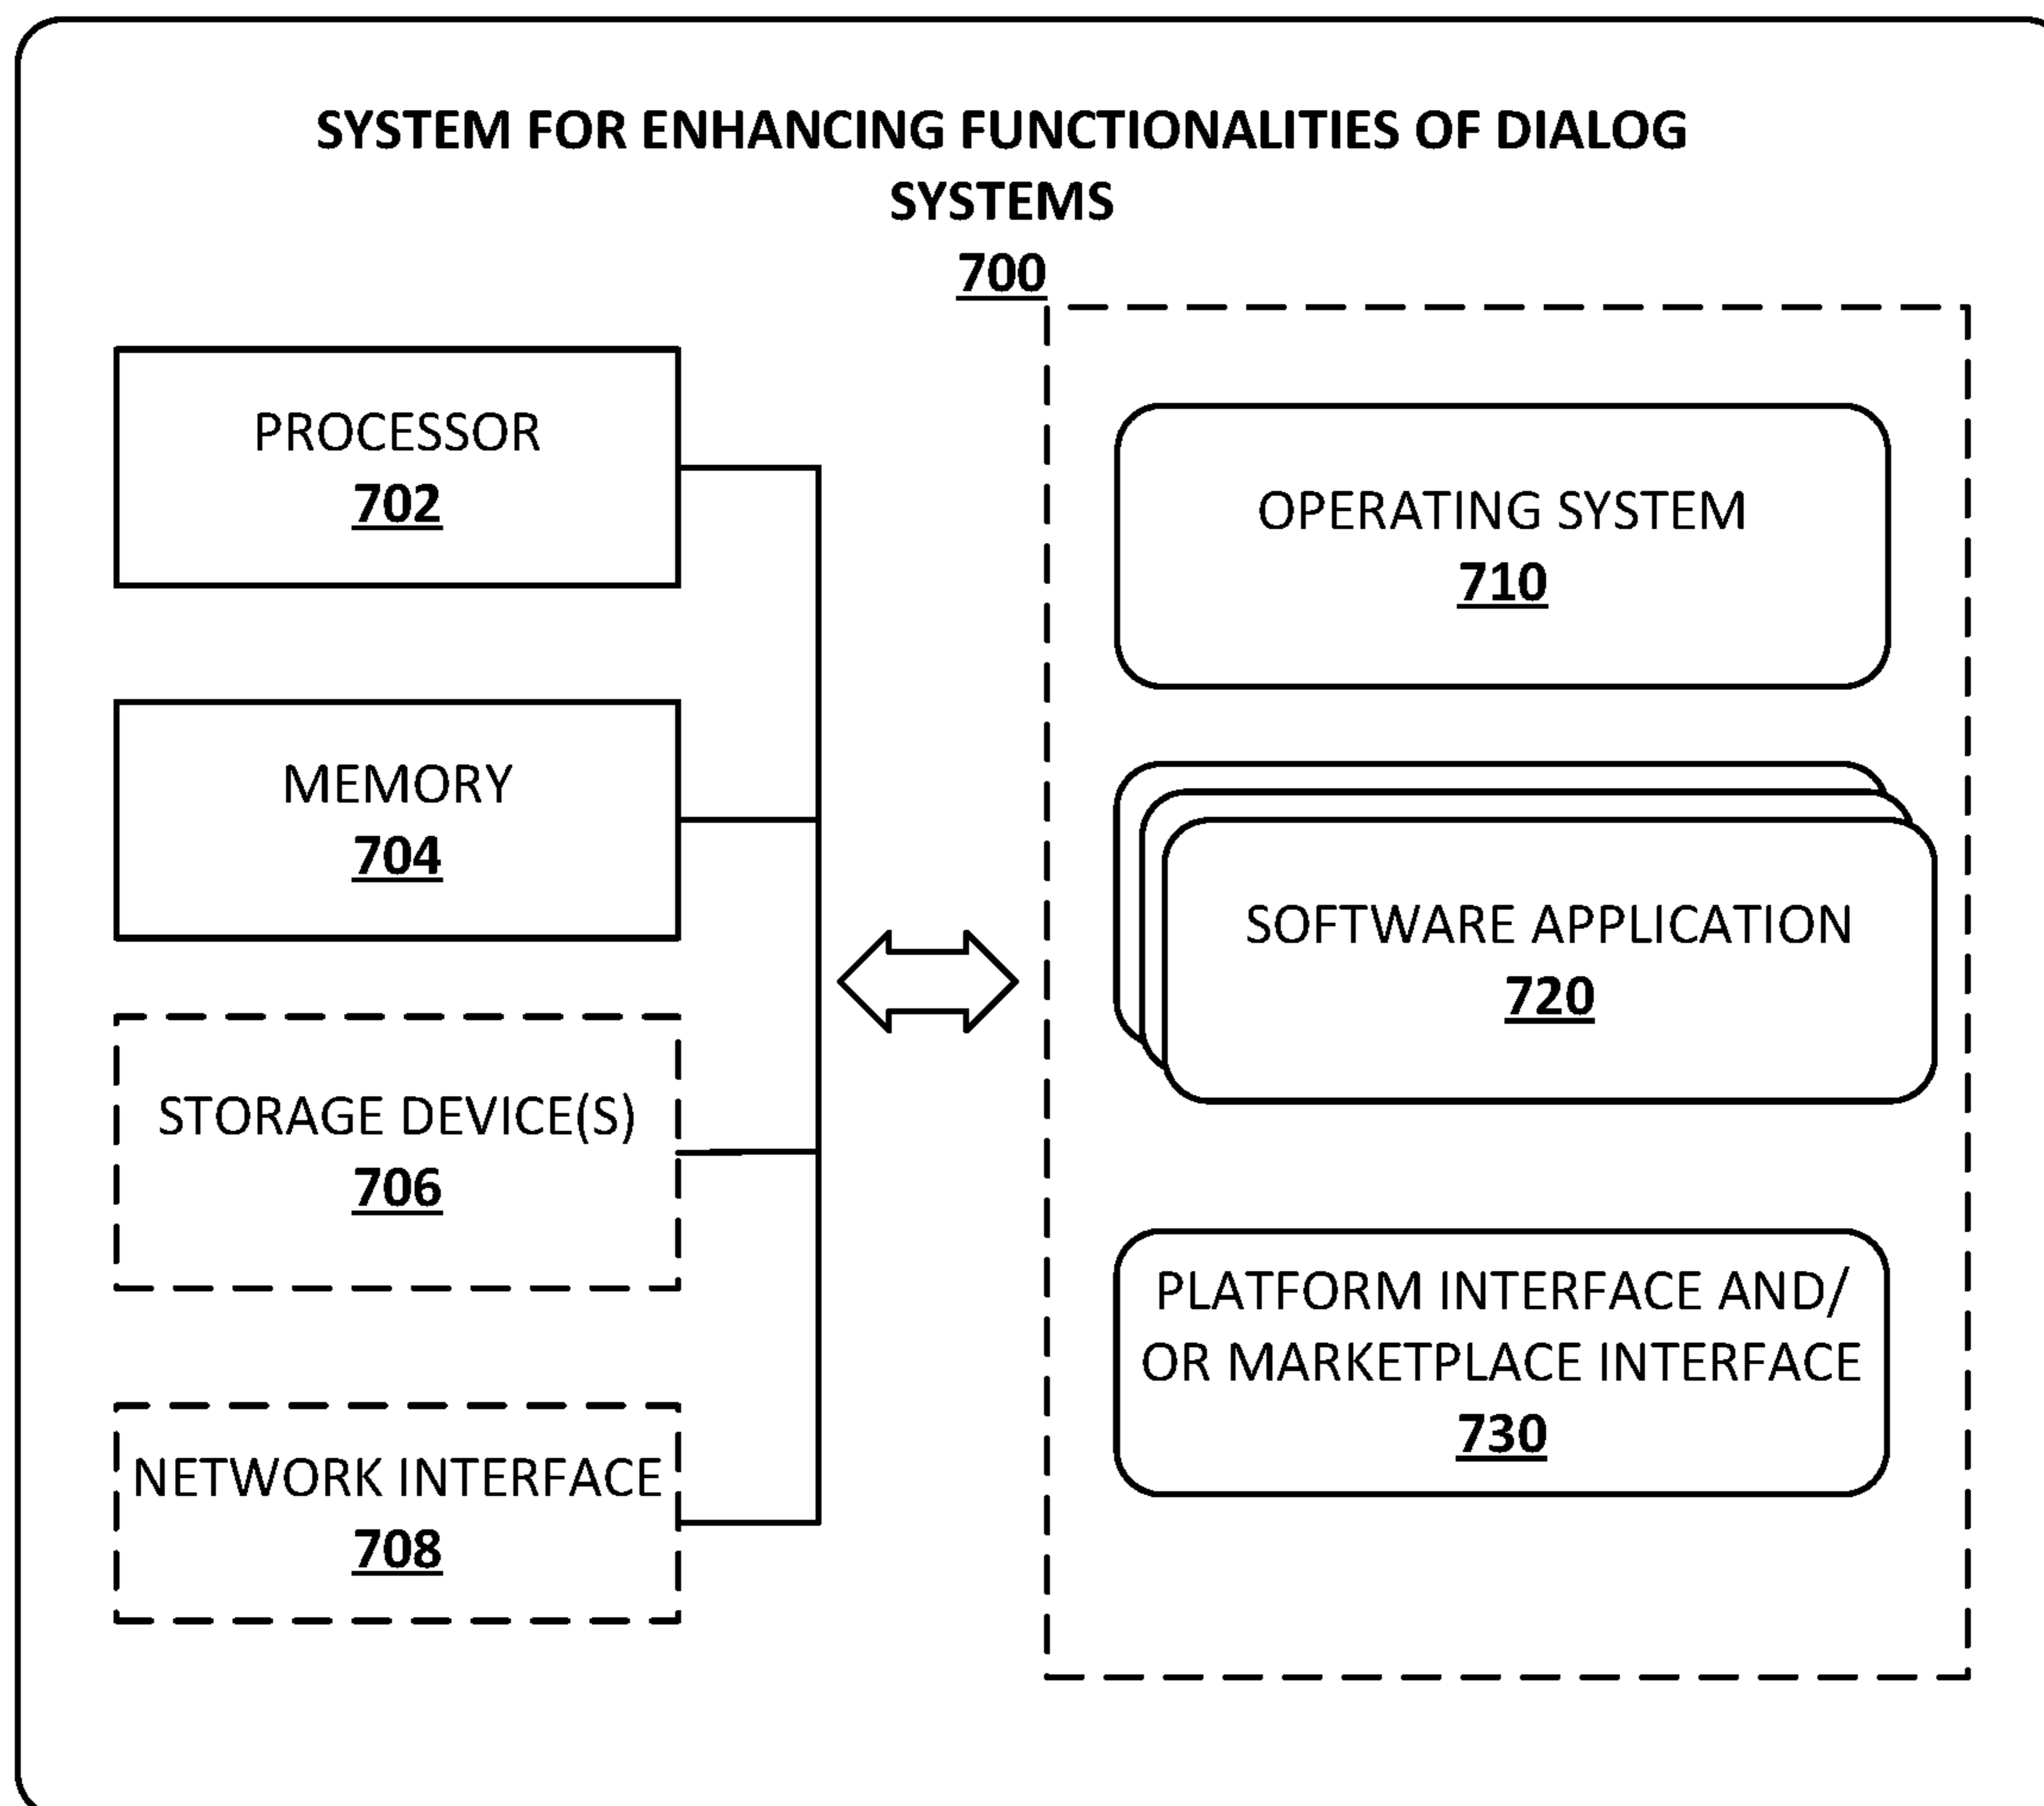 SYSTEM FOR ENHANCING FUNCTIONALITIES OF DIALOG
SYSTEMS
700
PROCESSOR
702
MEMORY
704
STORAGE DEVICE(S)
706
NETWORK INTERFACE
708
OPERATING SYSTEM
710
SOFTWARE APPLICATION
720
PLATFORM INTERFACE AND/
OR MARKETPLACE INTERFACE
730